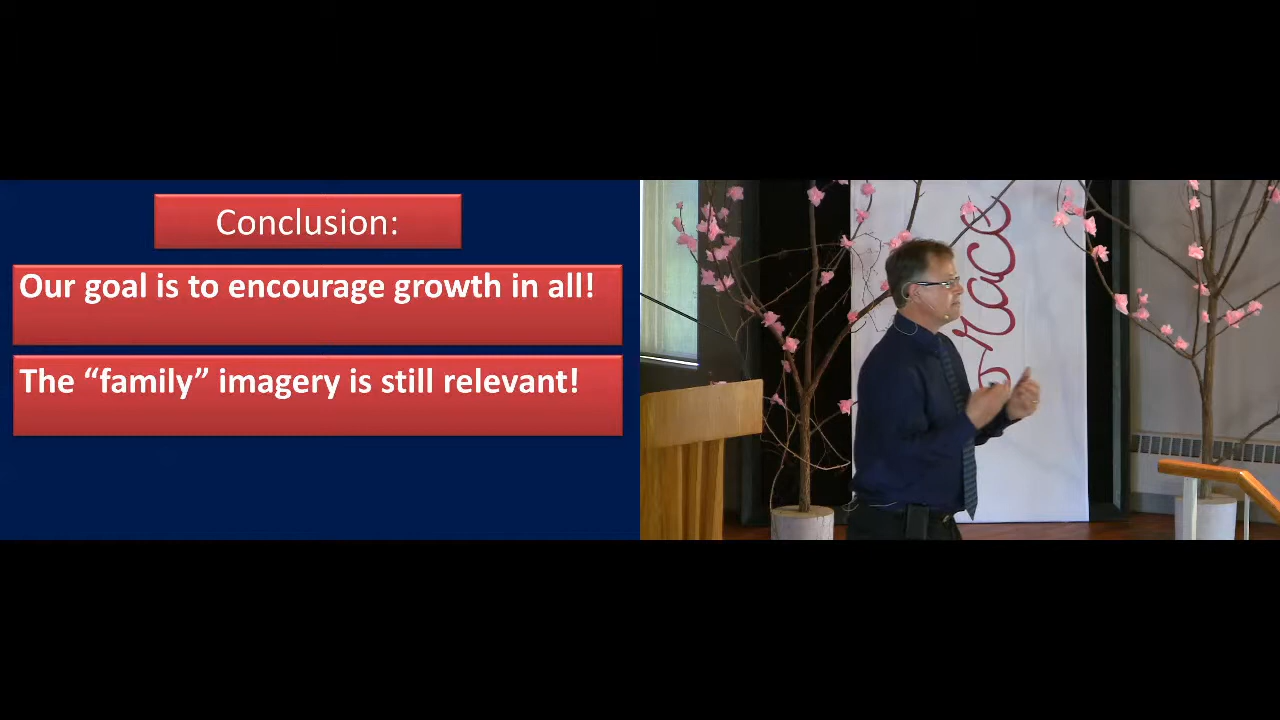 Conclusion:
Our goal is to encourage growth in all!
The “family” imagery is still relevant!